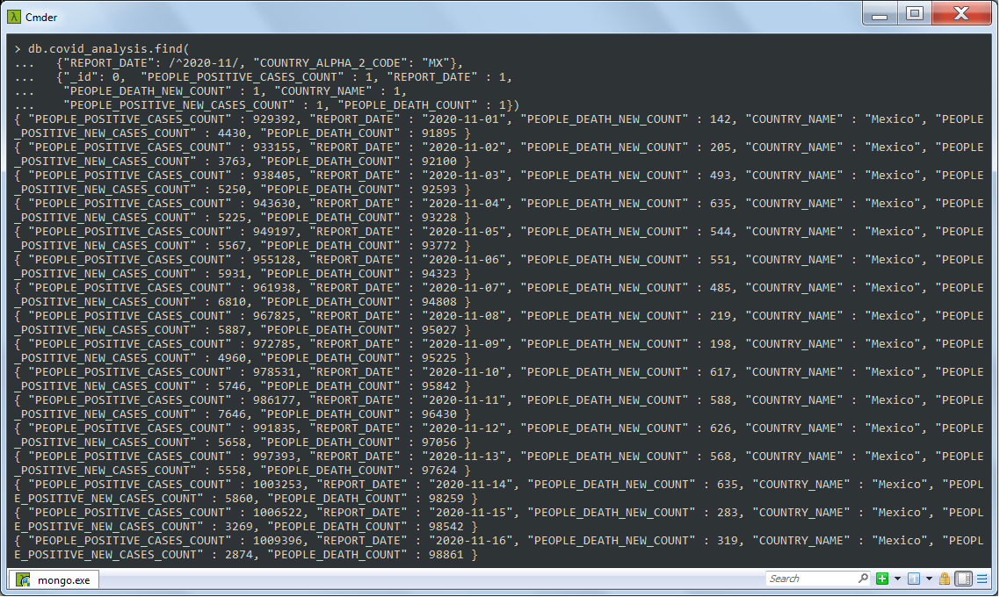 Cmder
> db.covid_analysis.find(
...   {"REPORT_DATE": /^2020-11/, "COUNTRY_ALPHA_2_CODE": "MX"},
...   {"_id": 0,  "PEOPLE_POSITIVE_CASES_COUNT" : 1, "REPORT_DATE" : 1,
...    "PEOPLE_DEATH_NEW_COUNT" : 1, "COUNTRY_NAME" : 1,
...    "PEOPLE_POSITIVE_NEW_CASES_COUNT" : 1, "PEOPLE_DEATH_COUNT" : 1})
{ "PEOPLE_POSITIVE_CASES_COUNT" : 929392, "REPORT_DATE" : "2020-11-01", "PEOPLE_DEATH_NEW_COUNT" : 142, "COUNTRY_NAME" : "Mexico", "PEOPLE
_POSITIVE_NEW_CASES_COUNT" : 4430, "PEOPLE_DEATH_COUNT" : 91895 }
{ "PEOPLE_POSITIVE_CASES_COUNT" : 933155, "REPORT_DATE" : "2020-11-02", "PEOPLE_DEATH_NEW_COUNT" : 205, "COUNTRY_NAME" : "Mexico", "PEOPLE
_POSITIVE_NEW_CASES_COUNT" : 3763, "PEOPLE_DEATH_COUNT" : 92100 }
{ "PEOPLE_POSITIVE_CASES_COUNT" : 938405, "REPORT_DATE" : "2020-11-03", "PEOPLE_DEATH_NEW_COUNT" : 493, "COUNTRY_NAME" : "Mexico", "PEOPLE
_POSITIVE_NEW_CASES_COUNT" : 5250, "PEOPLE_DEATH_COUNT" : 92593 }
{ "PEOPLE_POSITIVE_CASES_COUNT" : 943630, "REPORT_DATE" : "2020-11-04", "PEOPLE_DEATH_NEW_COUNT" : 635, "COUNTRY_NAME" : "Mexico", "PEOPLE
_POSITIVE_NEW_CASES_COUNT" : 5225, "PEOPLE_DEATH_COUNT" : 93228 }
{ "PEOPLE_POSITIVE_CASES_COUNT" : 949197, "REPORT_DATE" : "2020-11-05", "PEOPLE_DEATH_NEW_COUNT" : 544, "COUNTRY_NAME" : "Mexico", "PEOPLE
_POSITIVE_NEW_CASES_COUNT" : 5567, "PEOPLE_DEATH_COUNT" : 93772 }
{ "PEOPLE_POSITIVE_CASES_COUNT" : 955128, "REPORT_DATE" : "2020-11-06", "PEOPLE_DEATH_NEW_COUNT" : 551, "COUNTRY_NAME" : "Mexico", "PEOPLE
_POSITIVE_NEW_CASES_COUNT" : 5931, "PEOPLE_DEATH_COUNT" : 94323 }
{ "PEOPLE_POSITIVE_CASES_COUNT" : 961938, "REPORT_DATE" : "2020-11-07", "PEOPLE_DEATH_NEW_COUNT" : 485, "COUNTRY_NAME" : "Mexico", "PEOPLE
_POSITIVE_NEW_CASES_COUNT" : 6810, "PEOPLE_DEATH_COUNT" : 94808 }
{ "PEOPLE_POSITIVE_CASES_COUNT" : 967825, "REPORT_DATE" : "2020-11-08", "PEOPLE_DEATH_NEW_COUNT" : 219, "COUNTRY_NAME" : "Mexico", "PEOPLE
_POSITIVE_NEW_CASES_COUNT" : 5887, "PEOPLE_DEATH_COUNT" : 95027 }
{ "PEOPLE_POSITIVE_CASES_COUNT" : 972785, "REPORT_DATE" : "2020-11-09", "PEOPLE_DEATH_NEW_COUNT" : 198, "COUNTRY_NAME" : "Mexico", "PEOPLE
_POSITIVE_NEW_CASES_COUNT" : 4960, "PEOPLE_DEATH_COUNT" : 95225 }
{ "PEOPLE_POSITIVE_CASES_COUNT" : 978531, "REPORT_DATE" : "2020-11-10", "PEOPLE_DEATH_NEW_COUNT" : 617, "COUNTRY_NAME" : "Mexico", "PEOPLE
_POSITIVE_NEW_CASES_COUNT" : 5746, "PEOPLE_DEATH_COUNT" : 95842 }
{ "PEOPLE_POSITIVE_CASES_COUNT" : 986177, "REPORT_DATE" : "2020-11-11", "PEOPLE_DEATH_NEW_COUNT" : 588, "COUNTRY_NAME" : "Mexico", "PEOPLE
_POSITIVE_NEW_CASES_COUNT" : 7646, "PEOPLE_DEATH_COUNT" : 96430 }
{ "PEOPLE_POSITIVE_CASES_COUNT" : 991835, "REPORT_DATE" : "2020-11-12", "PEOPLE_DEATH_NEW_COUNT" : 626, "COUNTRY_NAME" : "Mexico", "PEOPLE
_POSITIVE_NEW_CASES_COUNT" : 5658, "PEOPLE_DEATH_COUNT" : 97056 }
{ "PEOPLE_POSITIVE_CASES_COUNT" : 997393, "REPORT_DATE" : "2020-11-13", "PEOPLE_DEATH_NEW_COUNT" : 568, "COUNTRY_NAME" : "Mexico", "PEOPLE
_POSITIVE_NEW_CASES_COUNT" : 5558, "PEOPLE_DEATH_COUNT" : 97624 }
{ "PEOPLE_POSITIVE_CASES_COUNT" : 1003253, "REPORT_DATE" : "2020-11-14", "PEOPLE_DEATH_NEW_COUNT" : 635, "COUNTRY_NAME" : "Mexico", "PEOPL
E_POSITIVE_NEW_CASES_COUNT" : 5860, "PEOPLE_DEATH_COUNT" : 98259 }
{ "PEOPLE_POSITIVE_CASES_COUNT" : 1006522, "REPORT_DATE" : "2020-11-15", "PEOPLE_DEATH_NEW_COUNT" : 283, "COUNTRY_NAME" : "Mexico", "PEOPL
E_POSITIVE_NEW_CASES_COUNT" : 3269, "PEOPLE_DEATH_COUNT" : 98542 }
{ "PEOPLE_POSITIVE_CASES_COUNT" : 1009396, "REPORT_DATE" : "2020-11-16", "PEOPLE_DEATH_NEW_COUNT" : 319, "COUNTRY_NAME" : "Mexico", "PEOPL
E_POSITIVE_NEW_CASES_COUNT" : 2874, "PEOPLE_DEATH_COUNT" : 98861 }
mongo.exe
Search